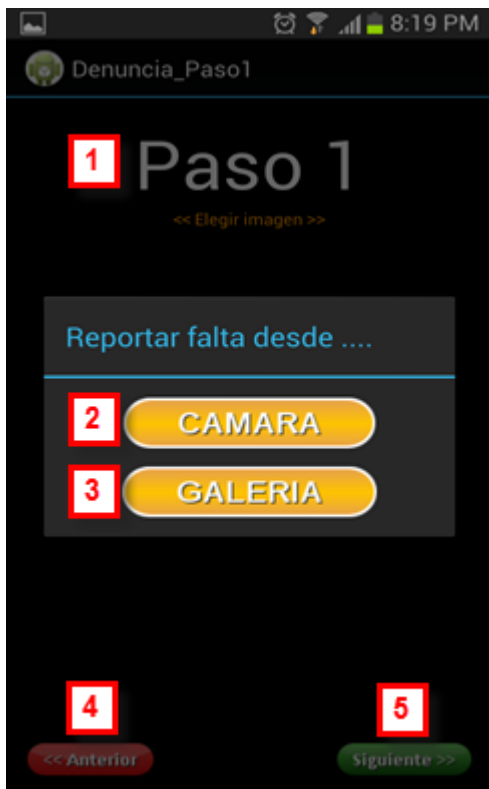 8:19 PM
Denuncia_Paso1
1 Paso 1
<< Elegir imagen >>
Reportar falta desde ....
2 CAMARA
3 GALERIA
4 5
<< Anterior Siguiente >>